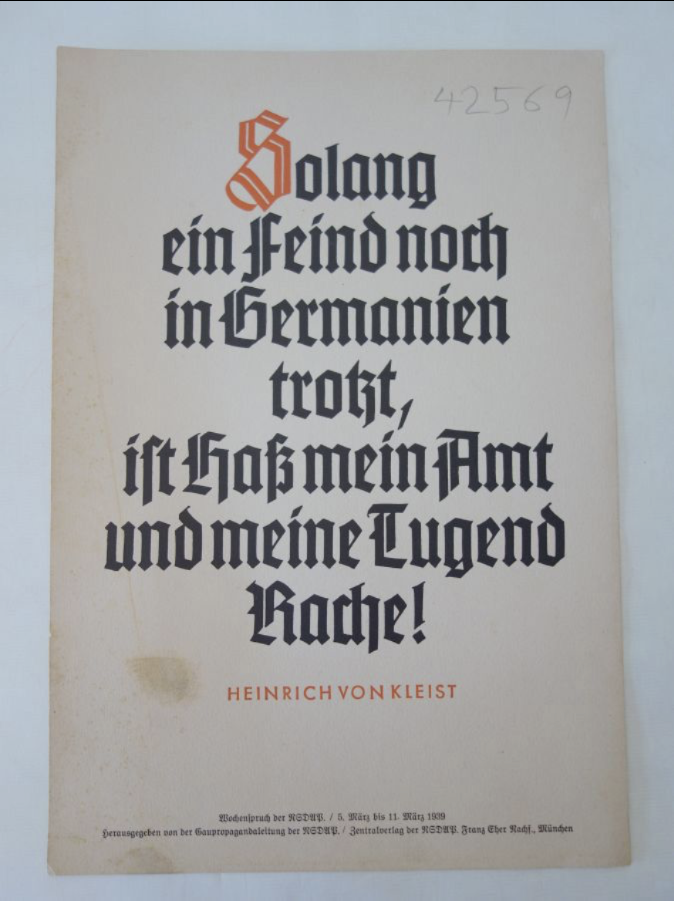 42569
Solang
ein Feind noch
in Germanien
trotzt,
ist Haß mein Amt
und meine Tugend
Rache!
HEINRICH VON KLEIST
Wochenspruch der NSDAP. / 5. März bis 11. März 1939
Herausgegeben von der Gaupropagandaleitung der NSDAP. / Zentralverlag der NSDAP. Franz Eher Nachf., München